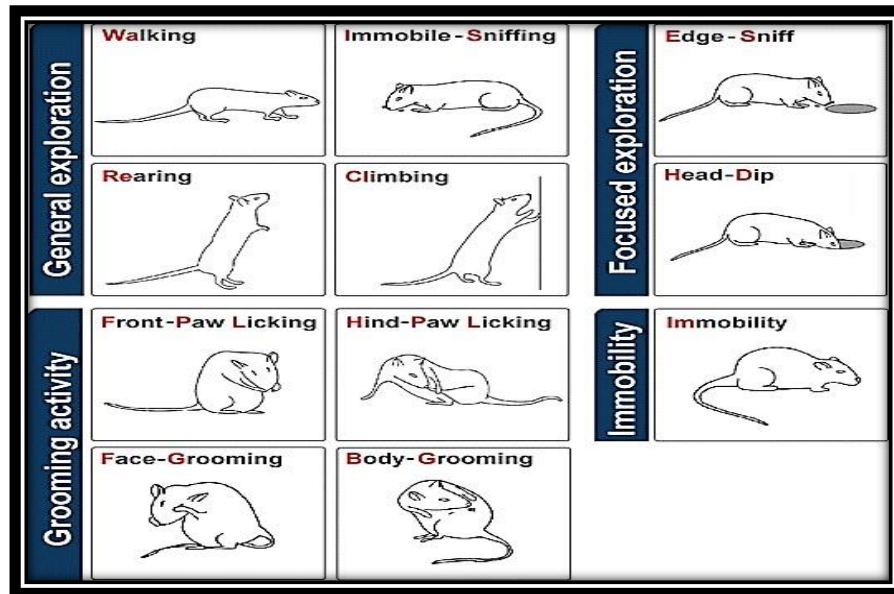 General exploration
Walking
Immobile-Sniffing
Rearing
Climbing
Focused exploration
Edge-Sniff
Head-Dip
Grooming activity
Front-Paw Licking
Hind-Paw Licking
Face-Grooming
Body-Grooming
Immobility
Immobility